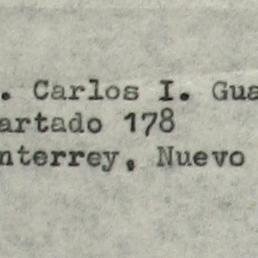 . Carlos I. Gua
artado 178
nterrey, Nuevo